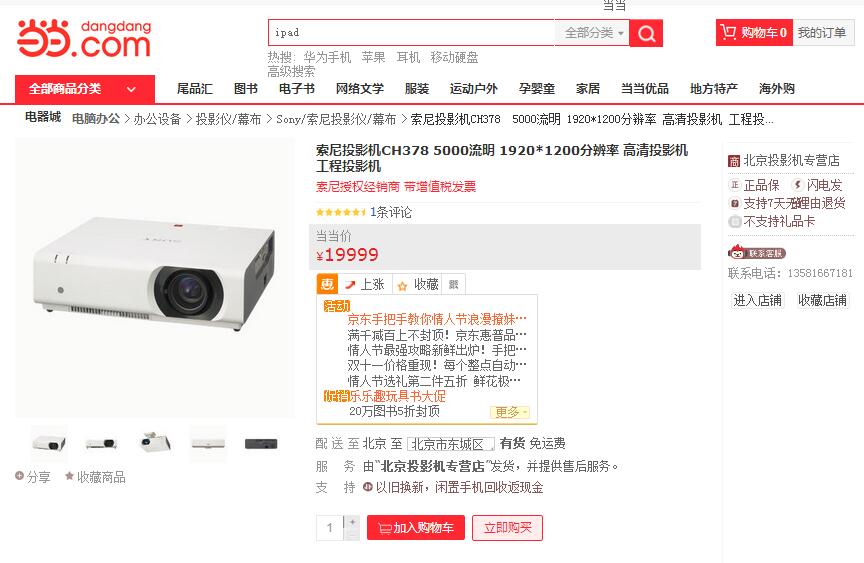 当当
dangdang
当当.com
ipad
全部分类
购物车 0
我的订单
热搜: 华为手机 苹果 耳机 移动硬盘
高级搜索
全部商品分类
尾品汇 图书 电子书 网络文学 服装 运动户外 孕婴童 家居 当当优品 地方特产 海外购
电器城 电脑办公 > 办公设备 > 投影仪/幕布 > Sony/索尼投影仪/幕布 > 索尼投影机CH378 5000流明 1920*1200分辨率 高清投影机 工程投...
索尼投影机CH378 5000流明 1920*1200分辨率 高清投影机
工程投影机
索尼授权经销商 带增值税发票
1条评论
当当价
¥19999
惠 上涨 收藏
活动
京东手把手教你情人节浪漫撩妹…
满千减百上不封顶！京东惠普品…
情人节最强攻略新鲜出炉！手把…
双十一价格重现！每个整点自动…
情人节选礼第二件五折 鲜花极…
促销 乐乐趣玩具书大促
20万图书5折封顶
更多
配送至 北京 至 北京市东城区 有货 免运费
服 务 由“北京投影机专营店”发货，并提供售后服务。
支 持 以旧换新，闲置手机回收返现金
1
+
加入购物车
立即购买
分享 收藏商品
商 北京投影机专营店
正 正品保 闪电发
7 支持7天无理由退货
不支持礼品卡
联系客服
联系电话: 13581667181
进入店铺 收藏店铺